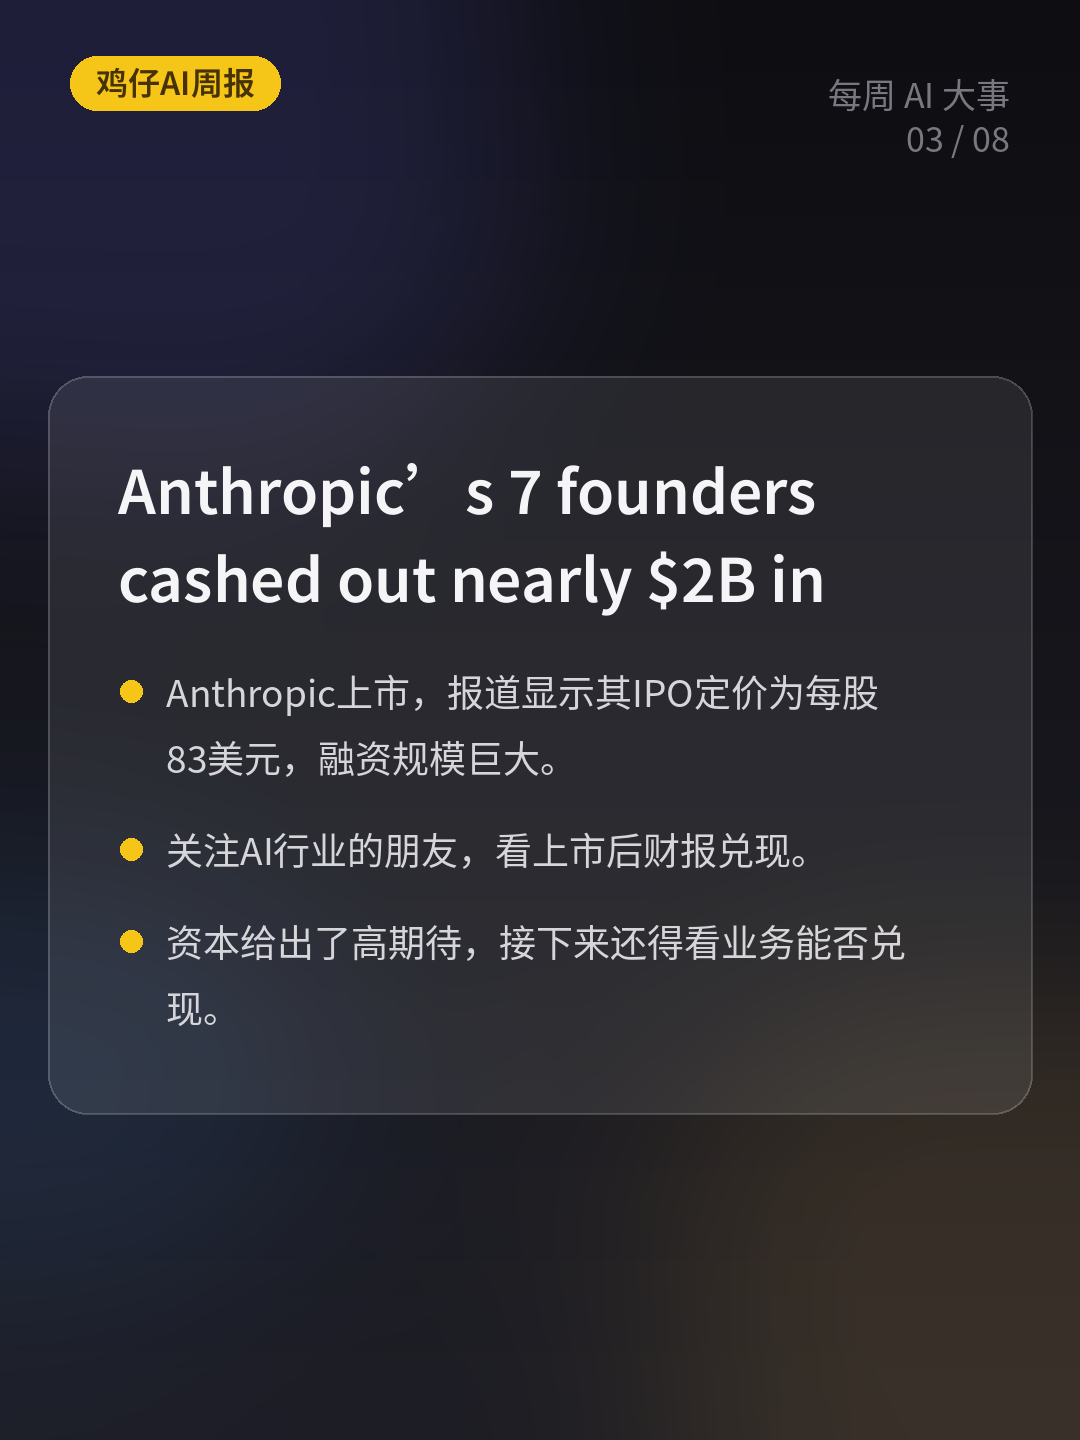 鸡仔AI周报
每周 AI 大事
03 / 08
Anthropic’s 7 founders
cashed out nearly $2B in
Anthropic上市，报道显示其IPO定价为每股
83美元，融资规模巨大。
关注AI行业的朋友，看上市后财报兑现。
资本给出了高期待，接下来还得看业务能否兑
现。